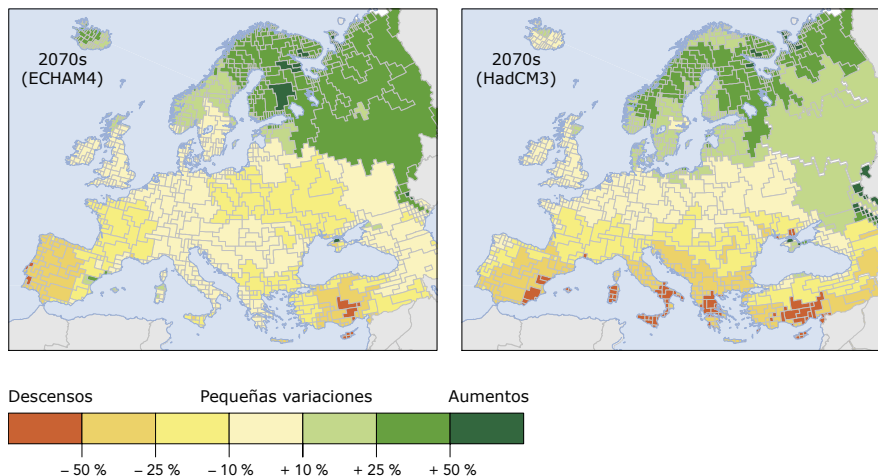 2070s
(ECHAM4)
2070s
(HadCM3)
Descensos Pequeñas variaciones Aumentos
– 50 % – 25 % – 10 % + 10 % + 25 % + 50 %